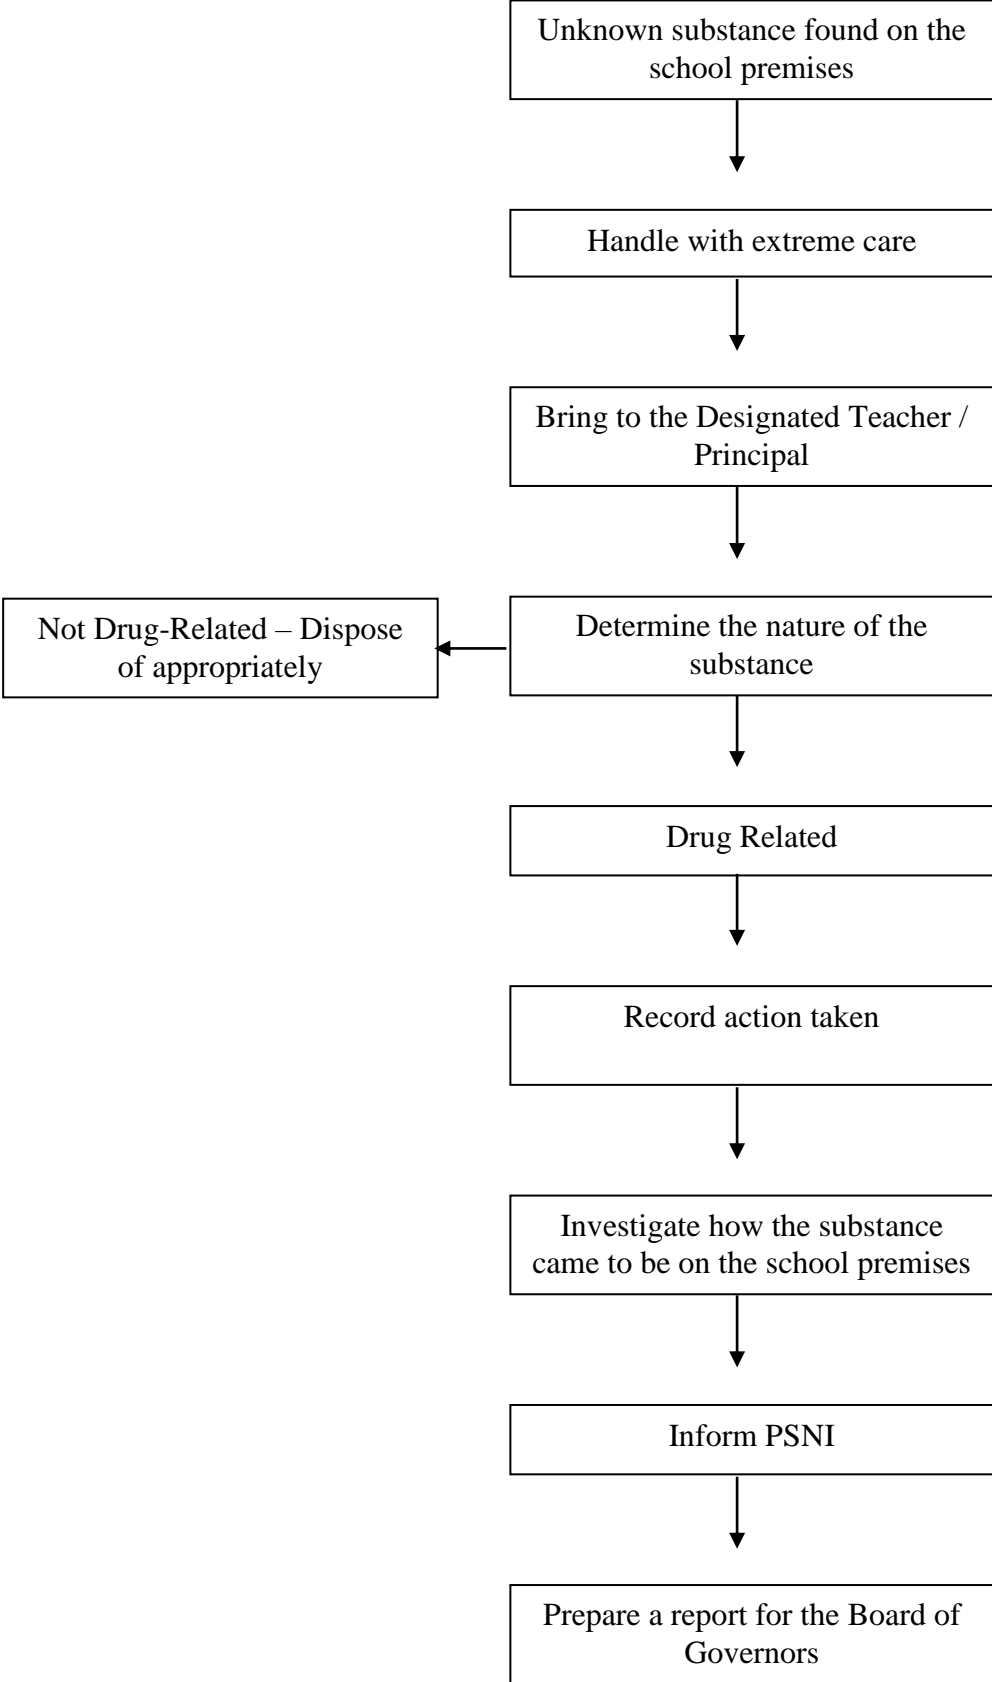 Unknown substance found on the
school premises
Handle with extreme care
Bring to the Designated Teacher /
Principal
Not Drug-Related – Dispose
of appropriately
Determine the nature of the
substance
Drug Related
Record action taken
Investigate how the substance
came to be on the school premises
Inform PSNI
Prepare a report for the Board of
Governors